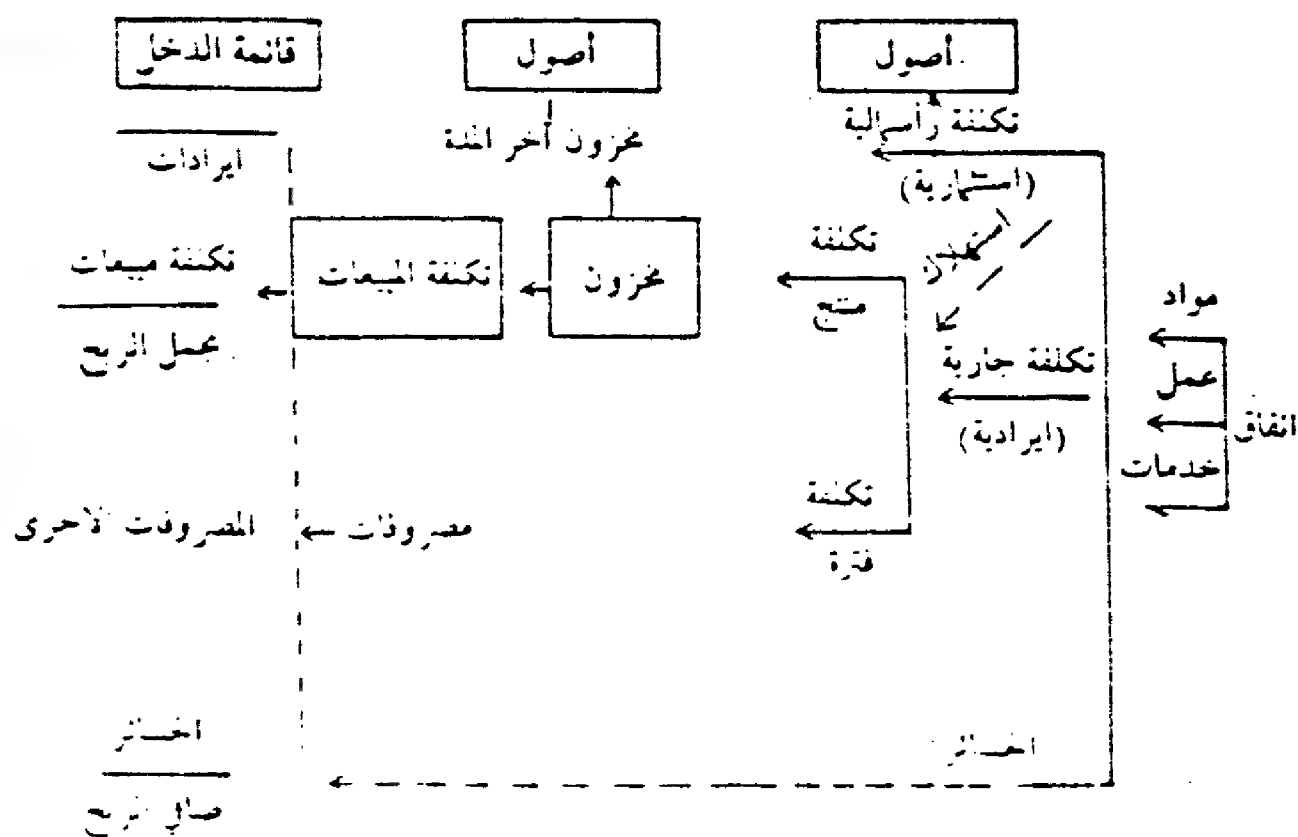 أصول
أصول
قائمة الدخل
تكلفة رأسمالية
(استثمارية)
مخزون آخر المدة
ايرادات
استهلاك
تكلفة
منتج
مخزون
تكلفة المبيعات
تكلفة مبيعات
مجمل الربح
مواد
عمل
خدمات
انفاق
تكلفة جارية
(ايرادية)
تكلفة
فترة
مصروفات
المصروفات الاخرى
الخسائر
الخسائر
صافي الربح